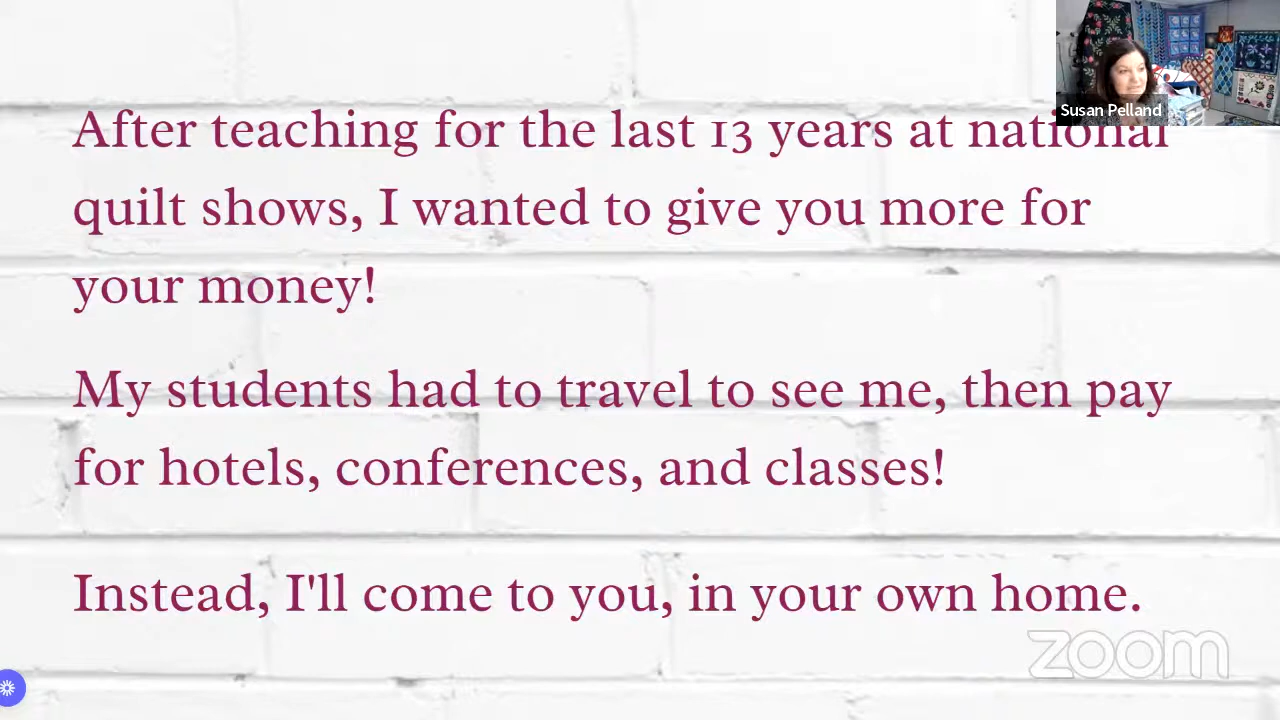 Susan Pelland
After teaching for the last 13 years at national
quilt shows, I wanted to give you more for
your money!
My students had to travel to see me, then pay
for hotels, conferences, and classes!
Instead, I'll come to you, in your own home.
zoom